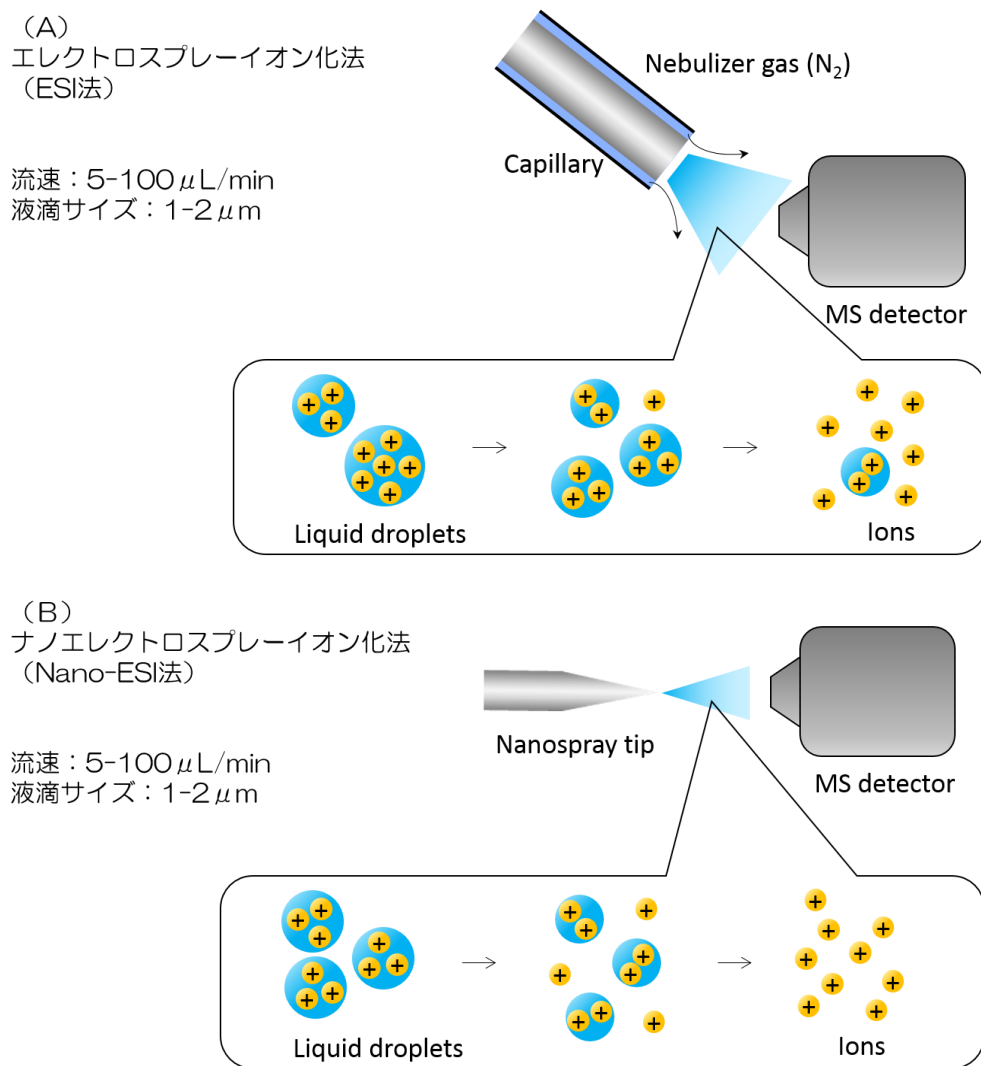 （A）
エレクトロスプレーイオン化法
（ESI法）
Nebulizer gas (N₂)
Capillary
流速：5-100μL/min
液滴サイズ：1-2μm
MS detector
+ + +
+ + + + + +
+ +
+
+ + +
+ + +
+ + + + + + + + + +
Liquid droplets
→
→
Ions
（B）
ナノエレクトロスプレーイオン化法
（Nano-ESI法）
Nanospray tip
流速：5-100μL/min
液滴サイズ：1-2μm
MS detector
+ + +
+ + +
+ + +
→
+ +
+
+ +
+
+ +
+
→
+ + + + + + + + +
Liquid droplets
Ions